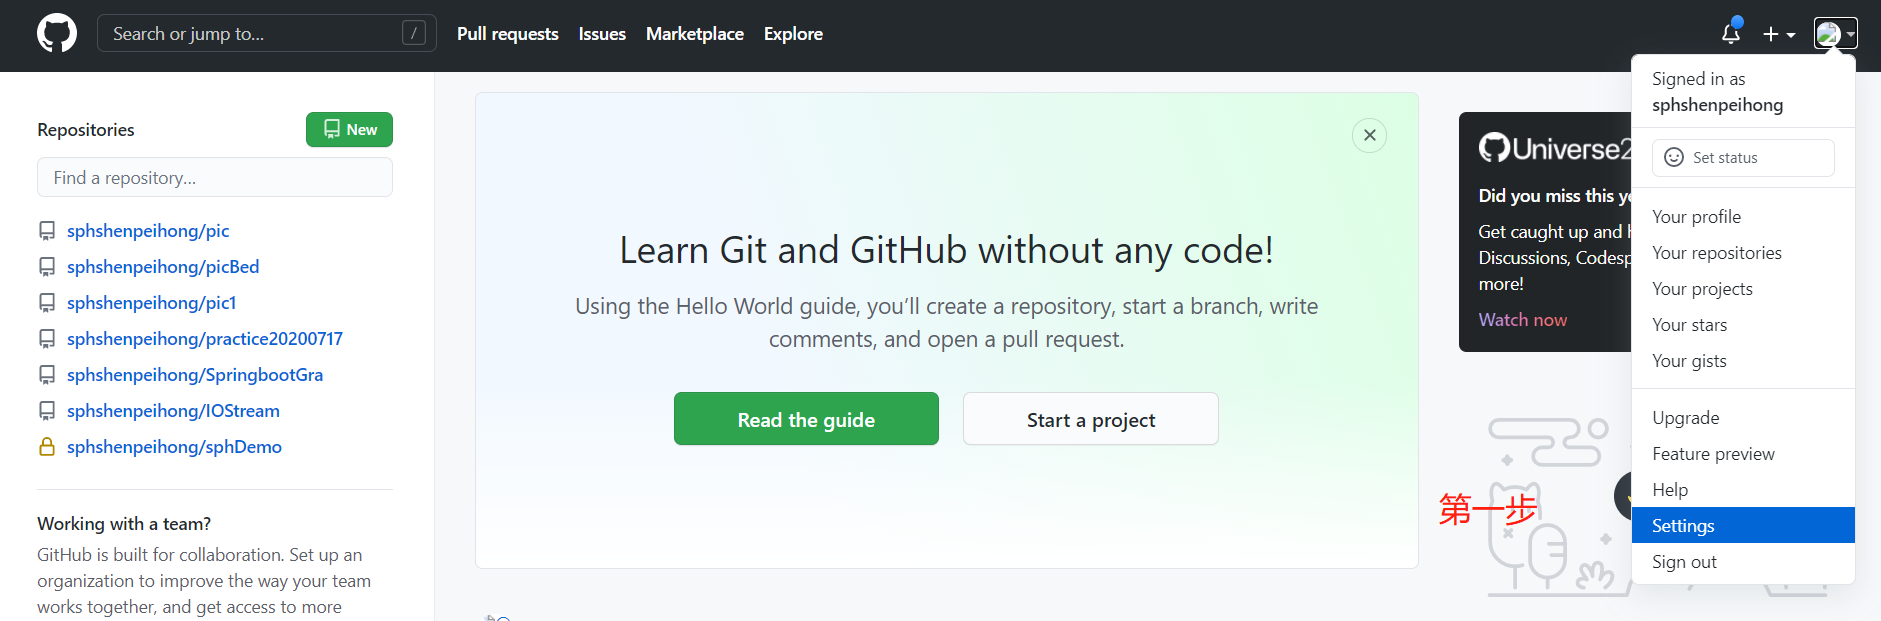 Search or jump to...
/
Pull requests
Issues
Marketplace
Explore
Repositories
New
Find a repository...
sphshenpeihong/pic
sphshenpeihong/picBed
sphshenpeihong/pic1
sphshenpeihong/practice20200717
sphshenpeihong/SpringbootGra
sphshenpeihong/IOStream
sphshenpeihong/sphDemo
Working with a team?
GitHub is built for collaboration. Set up an
organization to improve the way your team
works together, and get access to more
Learn Git and GitHub without any code!
Using the Hello World guide, you’ll create a repository, start a branch, write
comments, and open a pull request.
Read the guide
Start a project
第一步
Universe2
Did you miss this ye
Get caught up and
Discussions, Codesp
more!
Watch now
Signed in as
sphshenpeihong
Set status
Your profile
Your repositories
Your projects
Your stars
Your gists
Upgrade
Feature preview
Help
Settings
Sign out